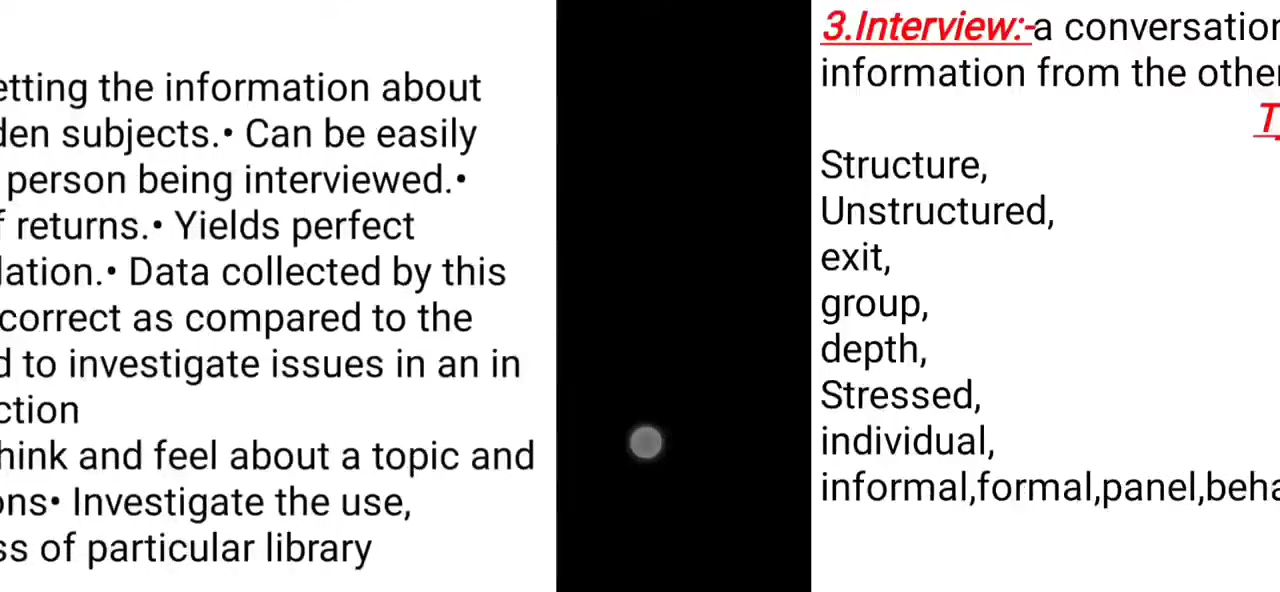 etting the information about
den subjects.• Can be easily
person being interviewed.•
f returns.• Yields perfect
lation.• Data collected by this
correct as compared to the
d to investigate issues in an in
ction
hink and feel about a topic and
ons• Investigate the use,
ss of particular library
3.Interview:-a conversation
information from the other
Structure,
Unstructured,
exit,
group,
depth,
Stressed,
individual,
informal,formal,panel,beha